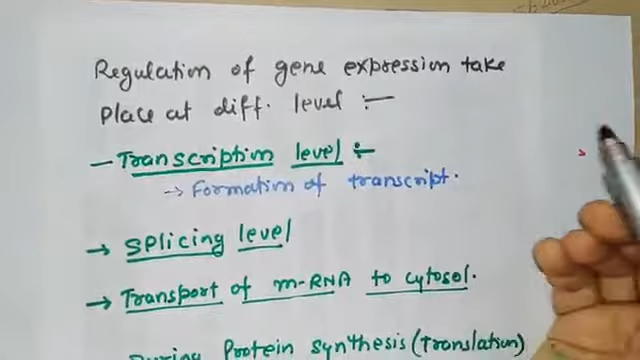 Regulation of gene expression take
Place at diff. level :-
- Transcription level :-
→ Formation of transcript.
→ Splicing level
→ Transport of m-RNA to cytosol.
During Protein synthesis (Translation)